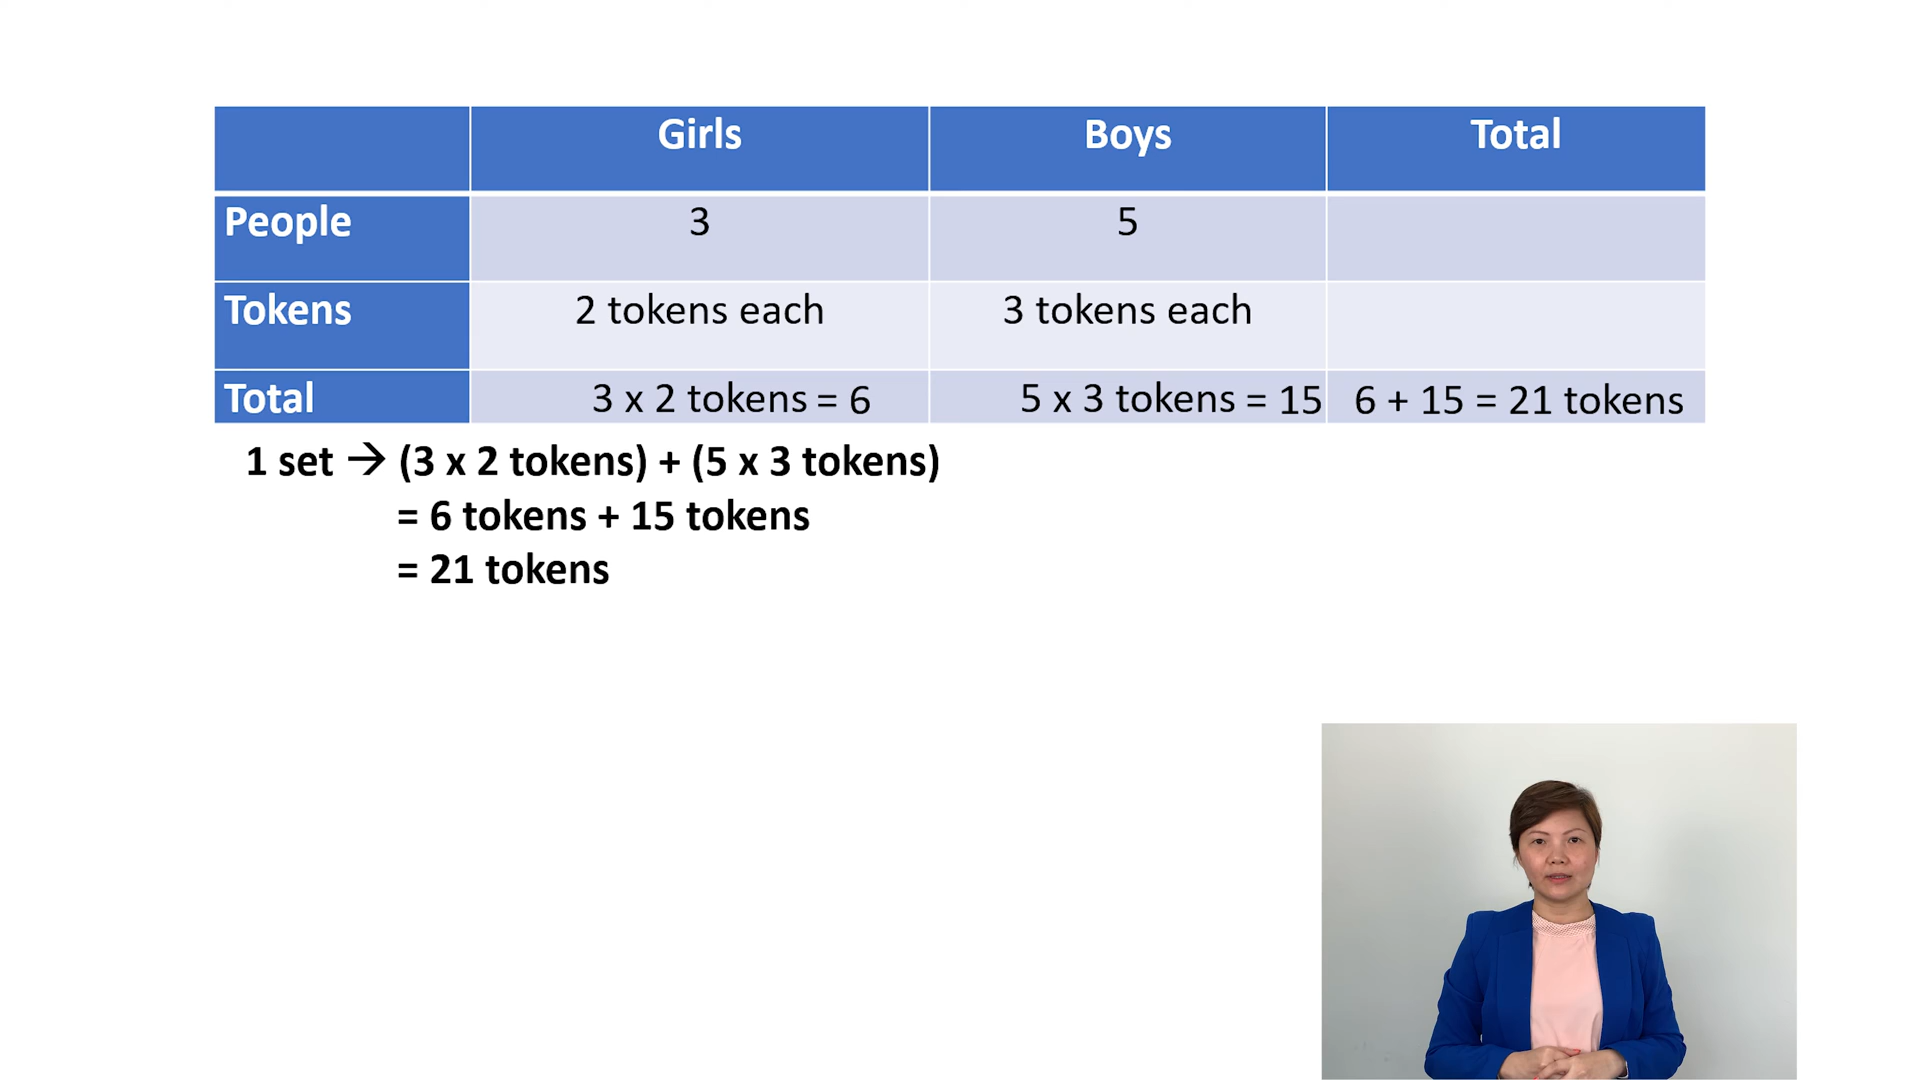 Girls Boys Total
People 3 5
Tokens 2 tokens each 3 tokens each
Total 3 x 2 tokens = 6 5 x 3 tokens = 15 6 + 15 = 21 tokens
1 set → (3 x 2 tokens) + (5 x 3 tokens)
= 6 tokens + 15 tokens
= 21 tokens